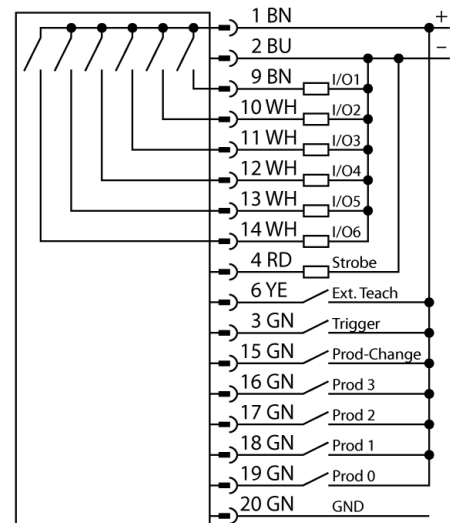 1 BN +
2 BU –
9 BN I/O1
10 WH I/O2
11 WH I/O3
12 WH I/O4
13 WH I/O5
14 WH I/O6
4 RD Strobe
6 YE Ext. Teach
3 GN Trigger
15 GN Prod-Change
16 GN Prod 3
17 GN Prod 2
18 GN Prod 1
19 GN Prod 0
20 GN GND